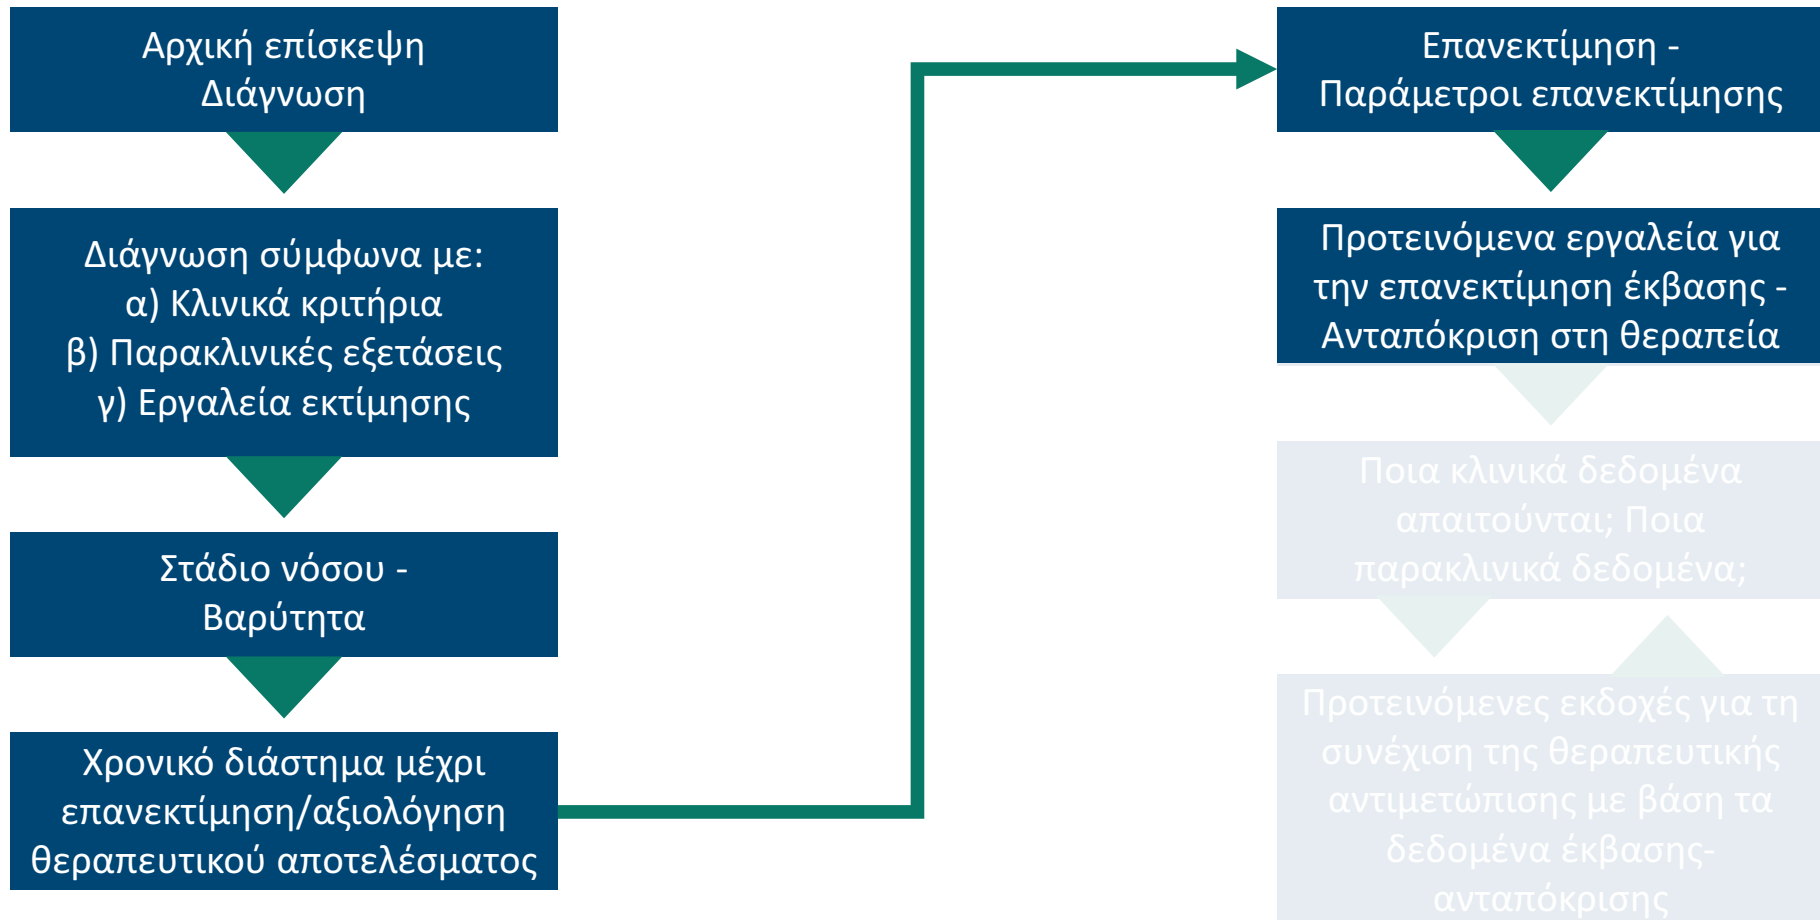 Αρχική επίσκεψη
Διάγνωση
Διάγνωση σύμφωνα με:
α) Κλινικά κριτήρια
β) Παρακλινικές εξετάσεις
γ) Εργαλεία εκτίμησης
Στάδιο νόσου -
Βαρύτητα
Χρονικό διάστημα μέχρι
επανεκτίμηση/αξιολόγηση
θεραπευτικού αποτελέσματος
Επανεκτίμηση -
Παράμετροι επανεκτίμησης
Προτεινόμενα εργαλεία για
την επανεκτίμηση έκβασης -
Ανταπόκριση στη θεραπεία
Ποια κλινικά δεδομένα
απαιτούνται; Ποια
παρακλινικά δεδομένα;
Προτεινόμενες εκδοχές για τη
συνέχιση της θεραπευτικής
αντιμετώπισης με βάση τα
δεδομένα έκβασης-
ανταπόκρισης